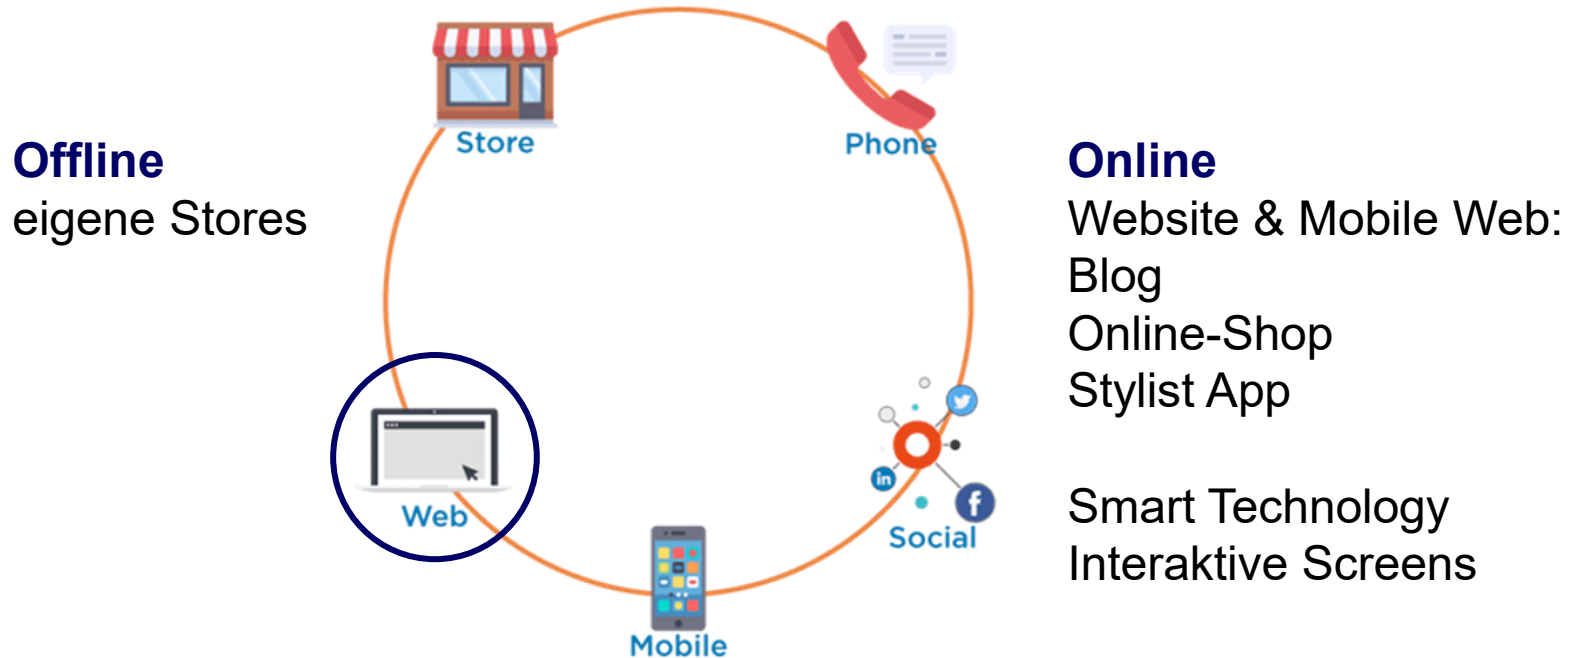 Offline
eigene Stores
Store
Phone
Web
Mobile
in
f
Social
Online
Website & Mobile Web:
Blog
Online-Shop
Stylist App
Smart Technology
Interaktive Screens